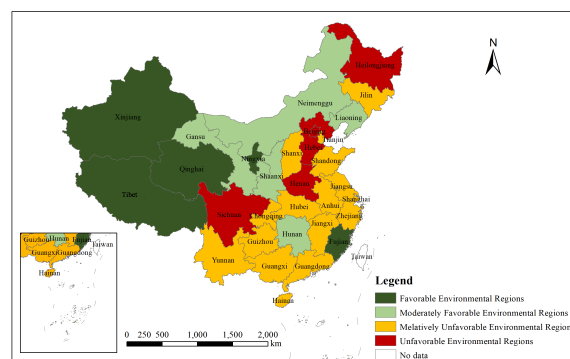 N
Heilongjiang
Jilin
Neimenggu
Liaoning
Xinjiang
Beijing
Gansu
Tianjin
Hebei
Ningxia
Shanxi
Shandong
Qinghai
Shaanxi
Henan
Jiangsu
Tibet
Shanghai
Sichuan
Hubei
Anhui
Chongqing
Zhejiang
Hunan
Jiangxi
Guizhou
Fujian
Yunnan
Guangxi
Guangdong
Taiwan
Hainan
Guizhou
Hunan
Fujian
Taiwan
Guangxi
Guangdong
Hainan
0 250 500 1,000 1,500 2,000
km
Legend
Favorable Environmental Regions
Moderately Favorable Environmental Regions
Melatively Unfavorable Environmental Regions
Unfavorable Environmental Regions
No data